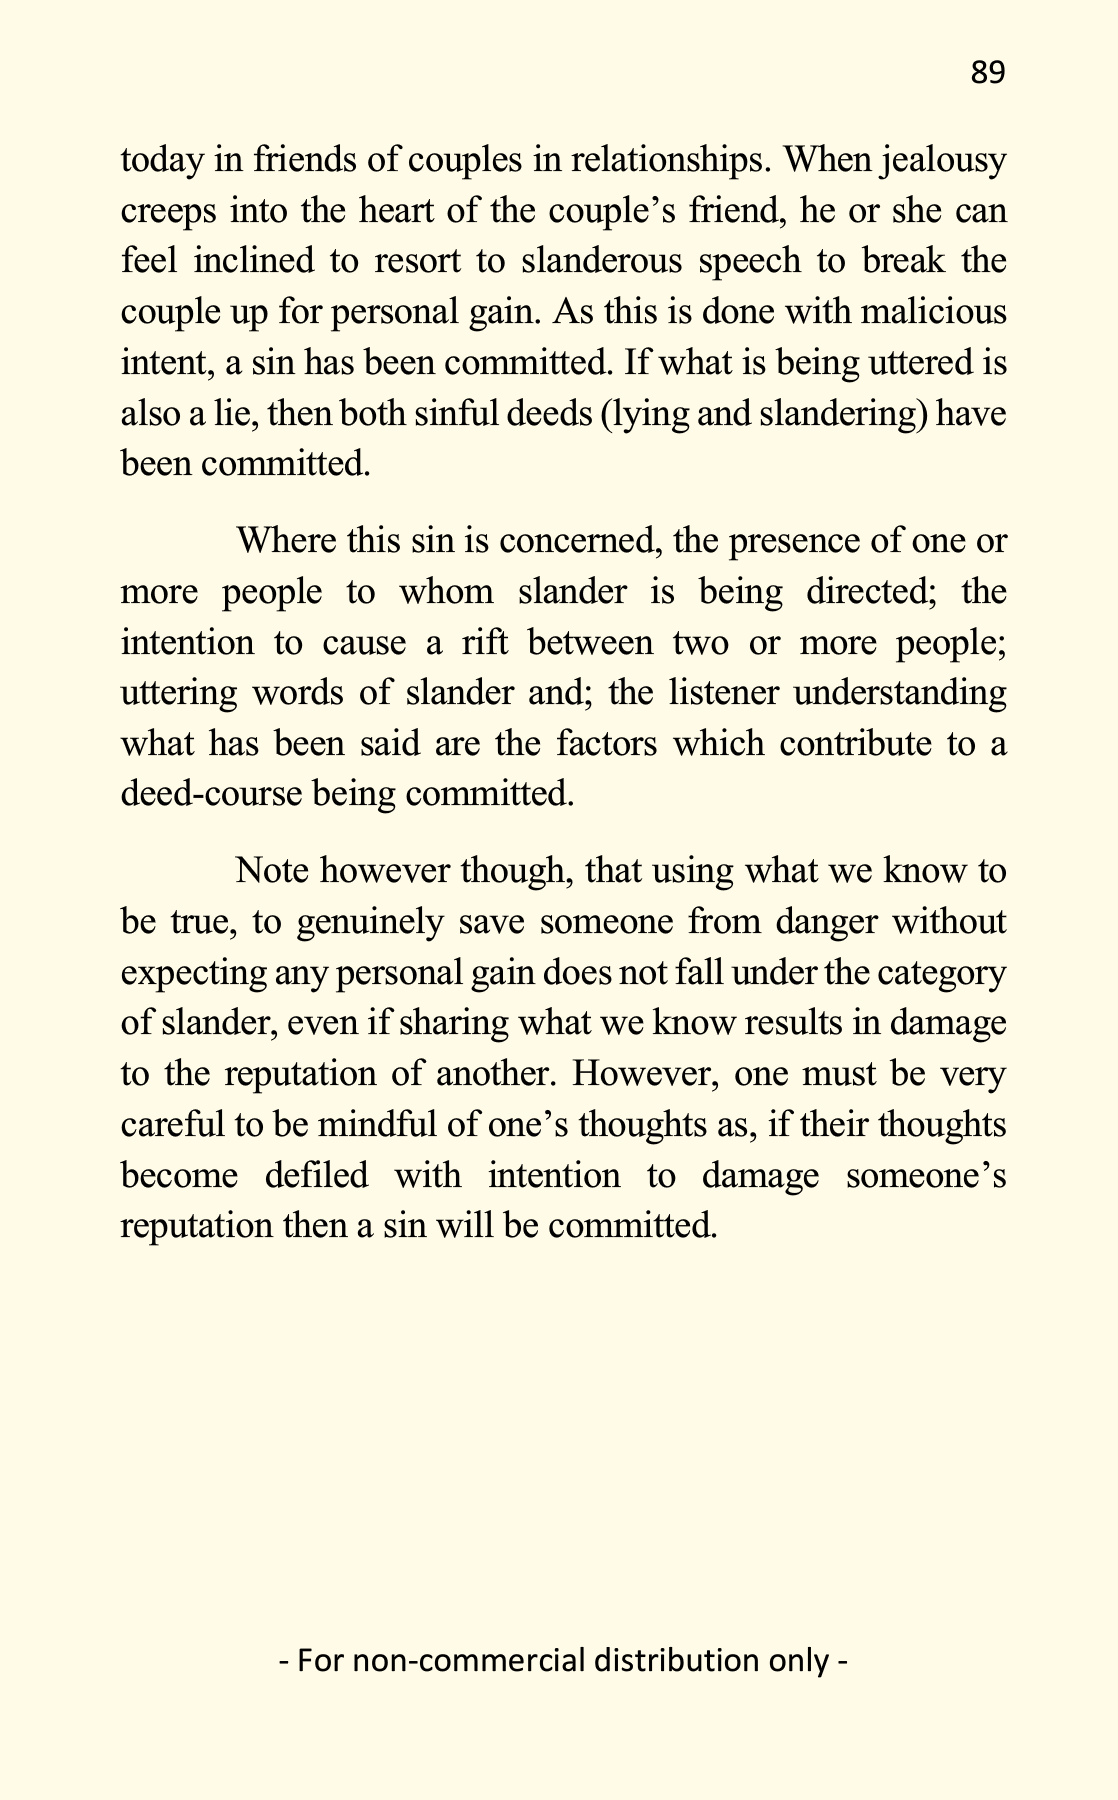 89
today in friends of couples in relationships. When jealousy
creeps into the heart of the couple’s friend, he or she can
feel inclined to resort to slanderous speech to break the
couple up for personal gain. As this is done with malicious
intent, a sin has been committed. If what is being uttered is
also a lie, then both sinful deeds (lying and slandering) have
been committed.
Where this sin is concerned, the presence of one or
more people to whom slander is being directed; the
intention to cause a rift between two or more people;
uttering words of slander and; the listener understanding
what has been said are the factors which contribute to a
deed-course being committed.
Note however though, that using what we know to
be true, to genuinely save someone from danger without
expecting any personal gain does not fall under the category
of slander, even if sharing what we know results in damage
to the reputation of another. However, one must be very
careful to be mindful of one’s thoughts as, if their thoughts
become defiled with intention to damage someone’s
reputation then a sin will be committed.
- For non-commercial distribution only -